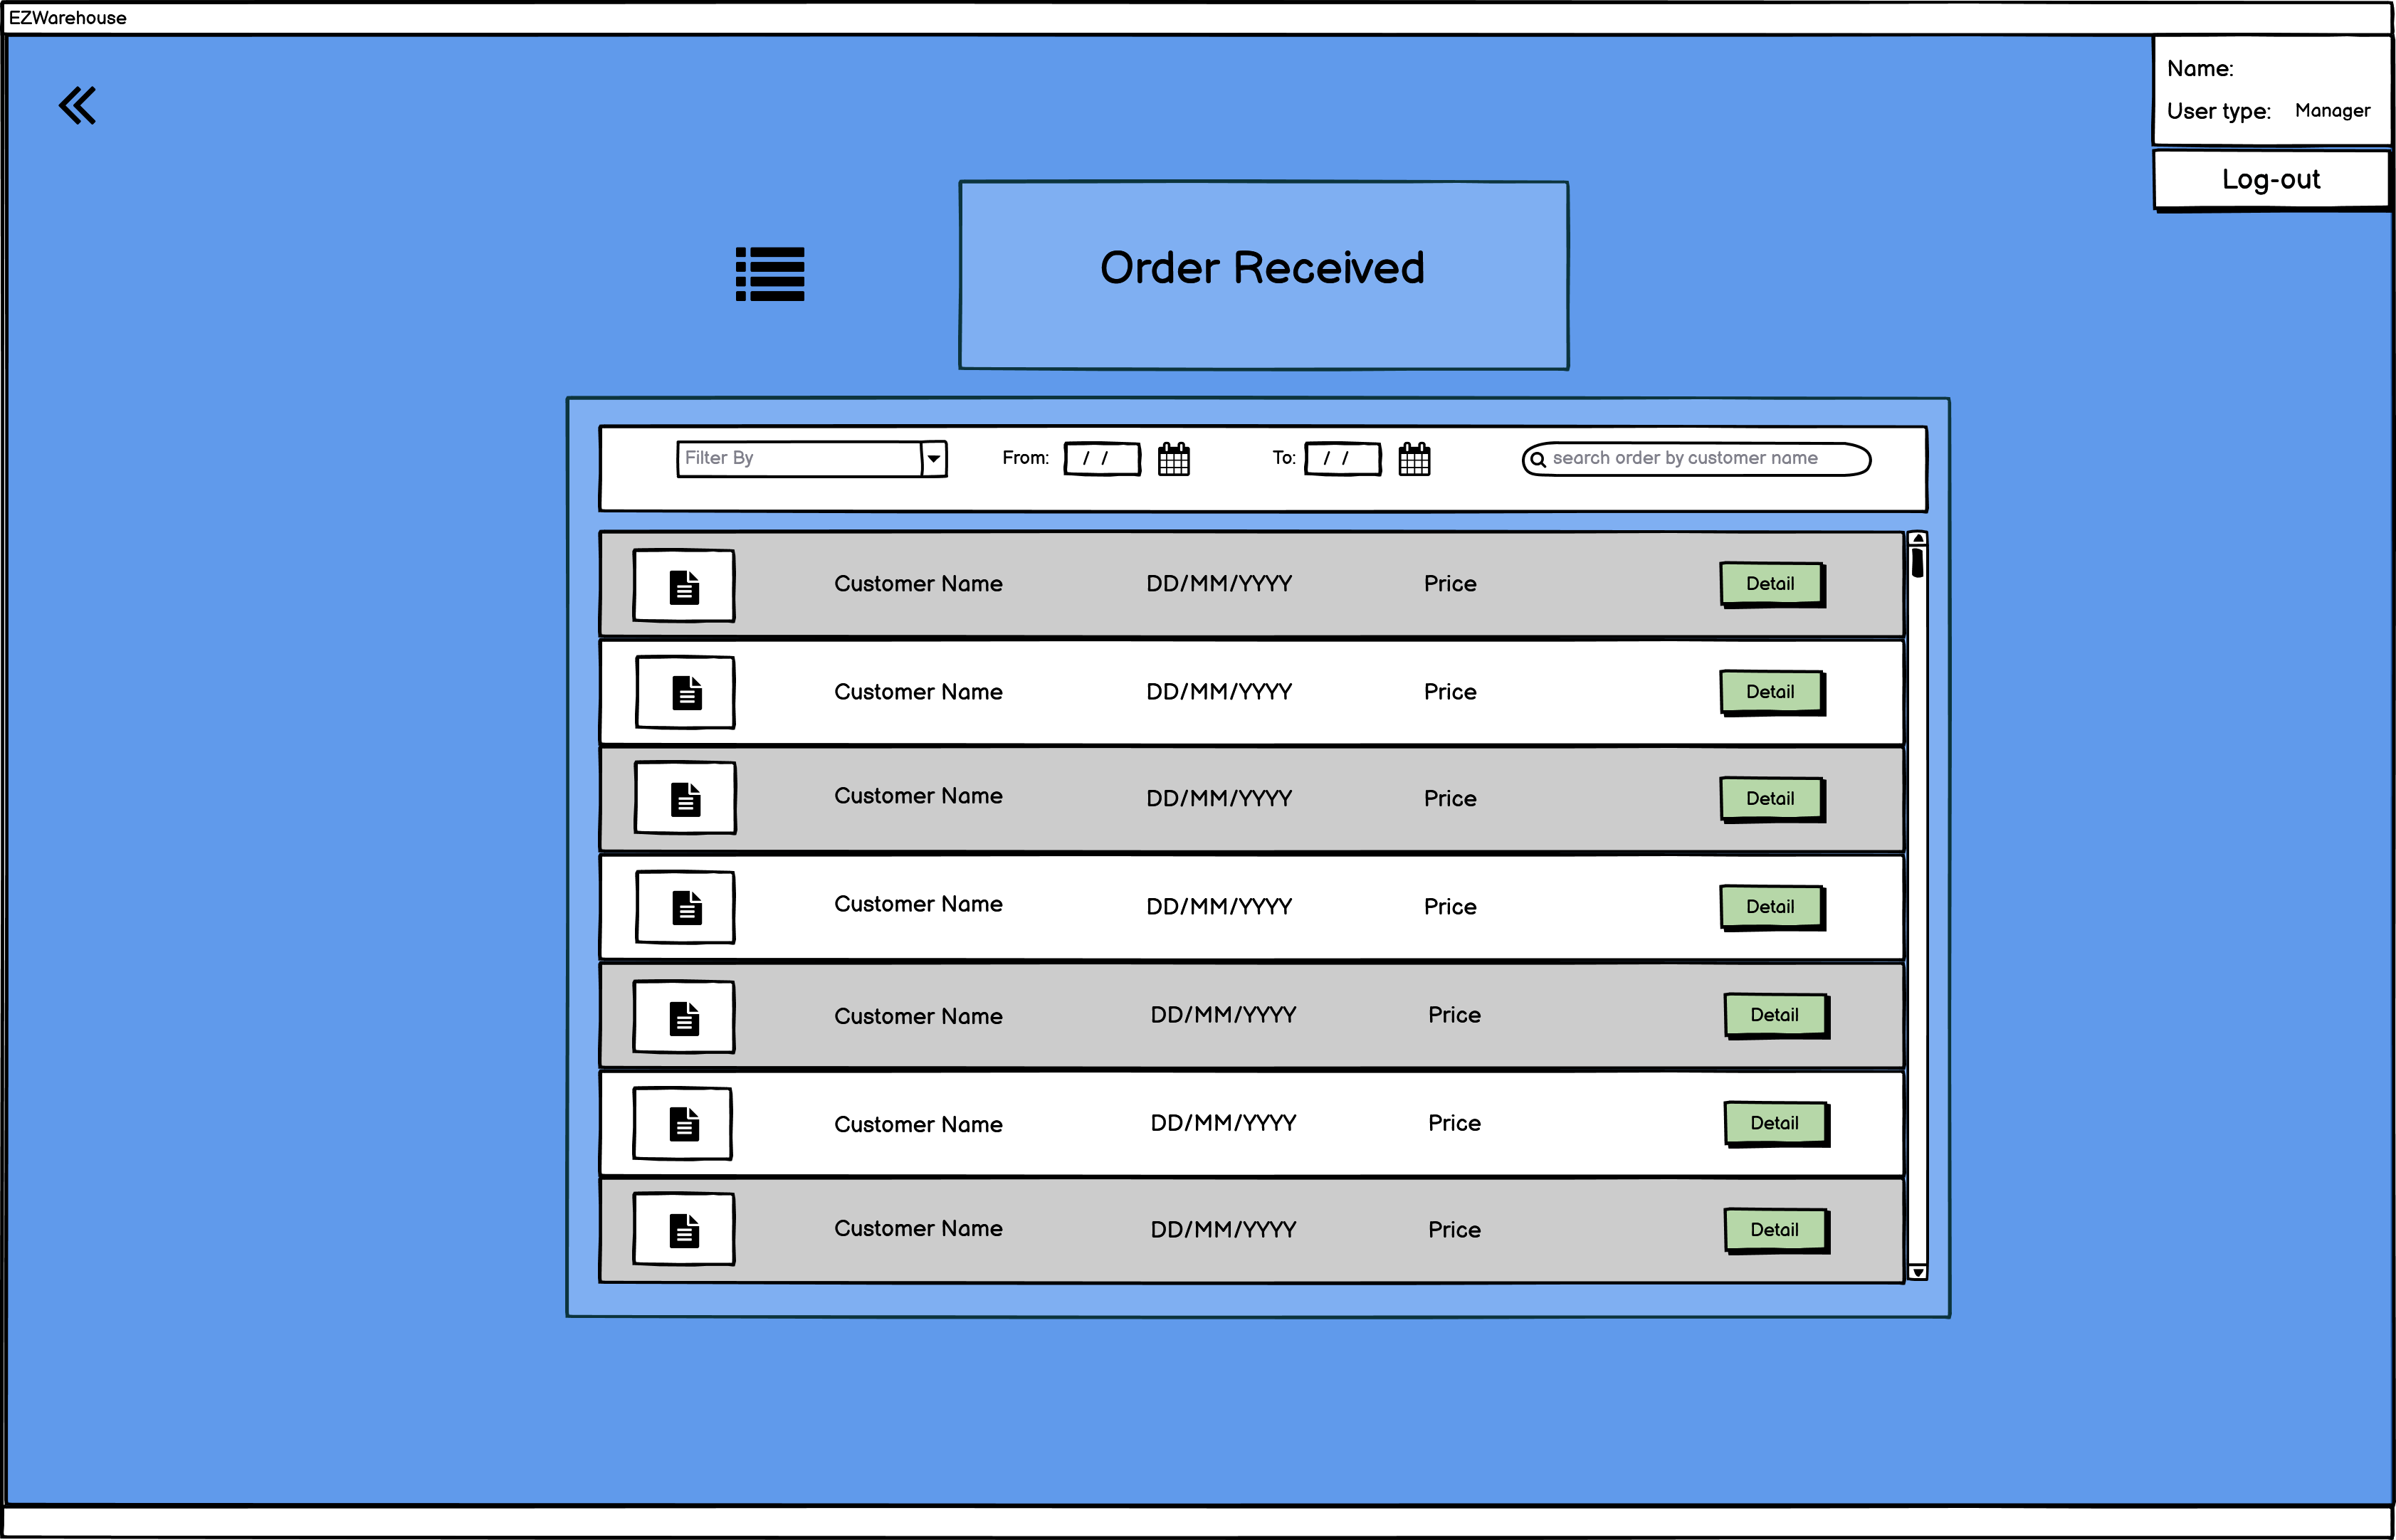 EZWarehouse
Name:
User type: Manager
Log-out
Order Received
Filter By From: / / To: / / search order by customer name
Customer Name DD/MM/YYYY Price Detail
Customer Name DD/MM/YYYY Price Detail
Customer Name DD/MM/YYYY Price Detail
Customer Name DD/MM/YYYY Price Detail
Customer Name DD/MM/YYYY Price Detail
Customer Name DD/MM/YYYY Price Detail
Customer Name DD/MM/YYYY Price Detail